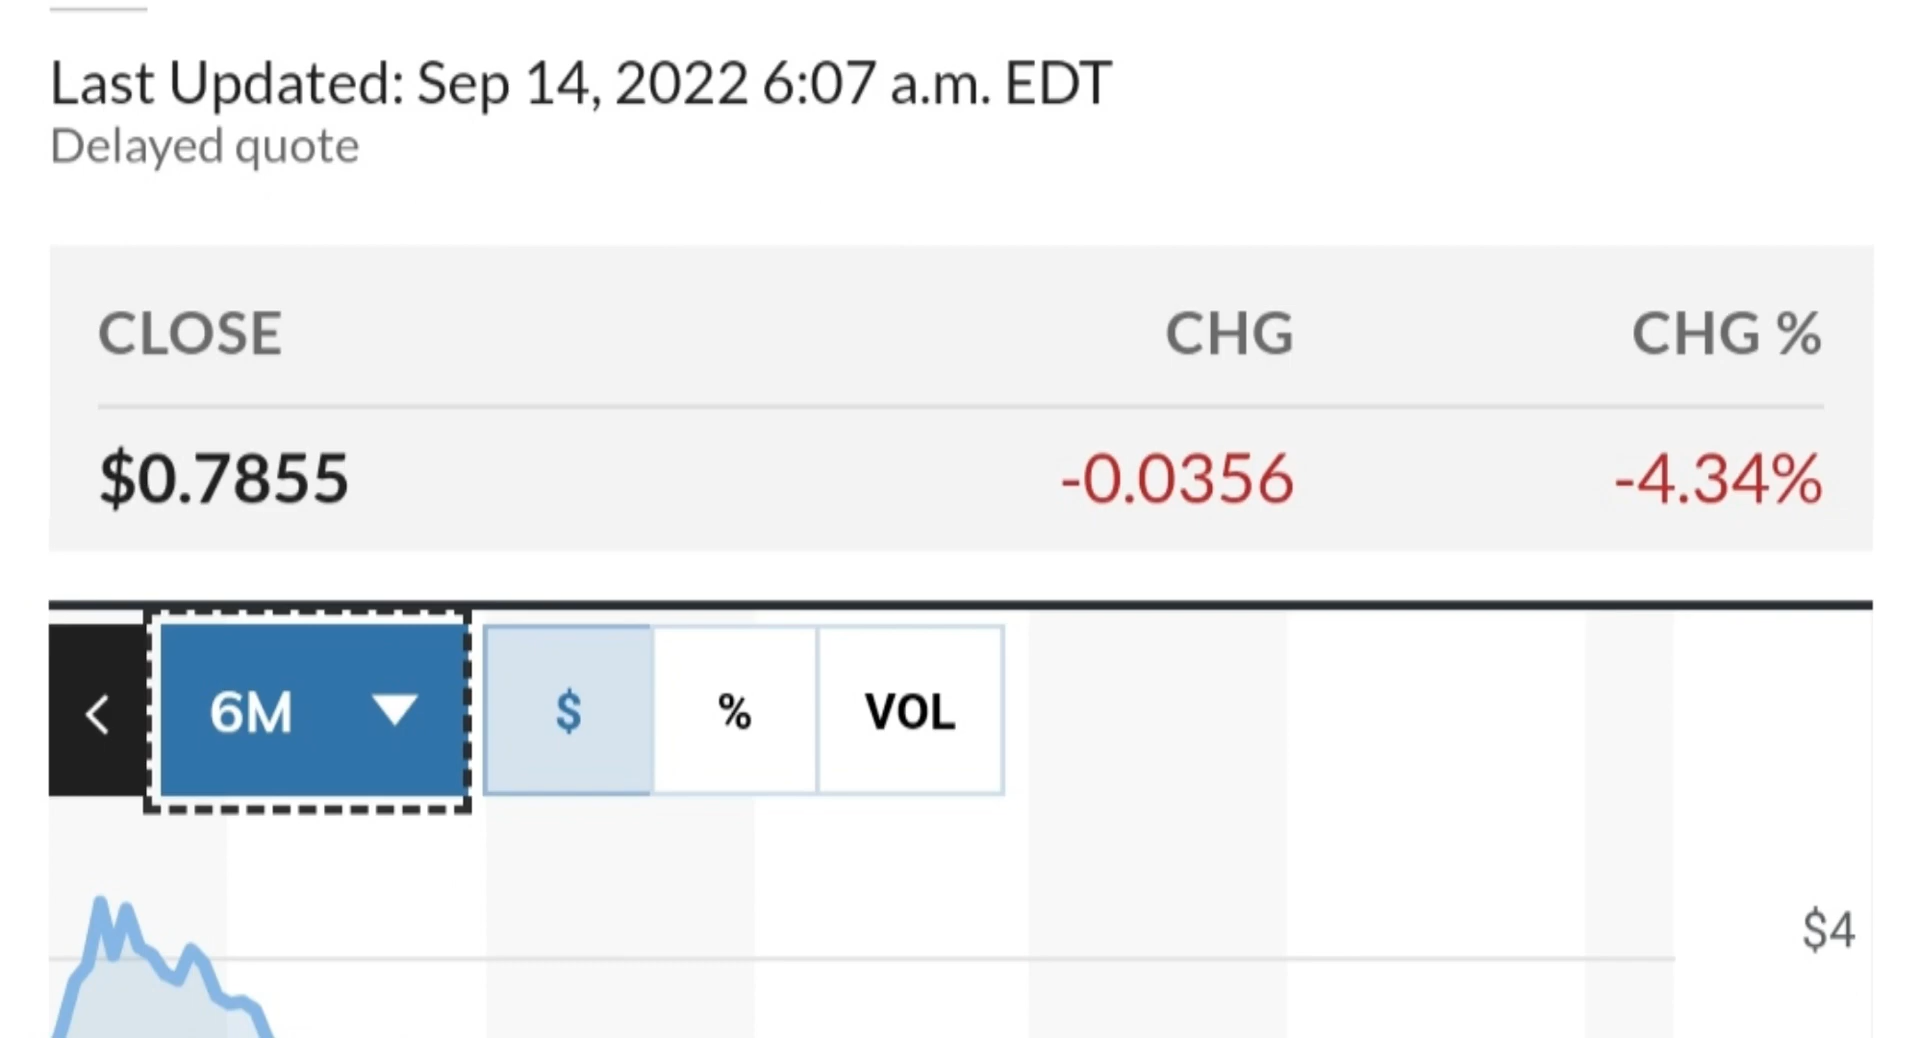 Last Updated: Sep 14, 2022 6:07 a.m. EDT
Delayed quote
CLOSE CHG CHG %
$0.7855 -0.0356 -4.34%
6M $ % VOL
$4